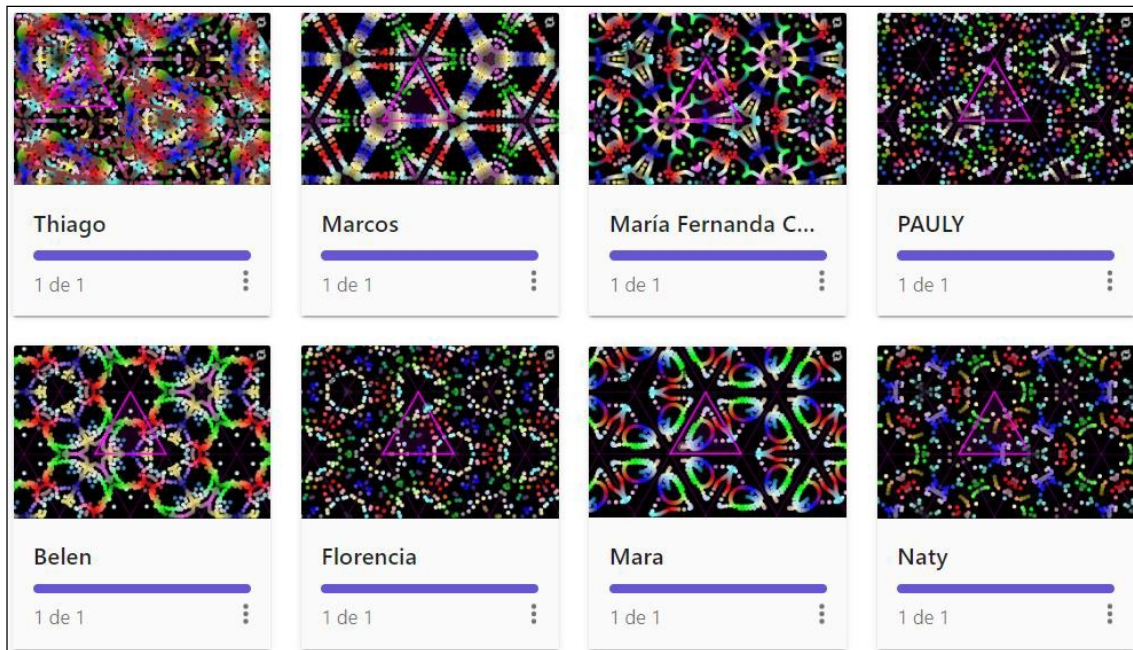 Thiago
Marcos
María Fernanda C...
PAULY
1 de 1
1 de 1
1 de 1
1 de 1
Belen
Florencia
Mara
Naty
1 de 1
1 de 1
1 de 1
1 de 1